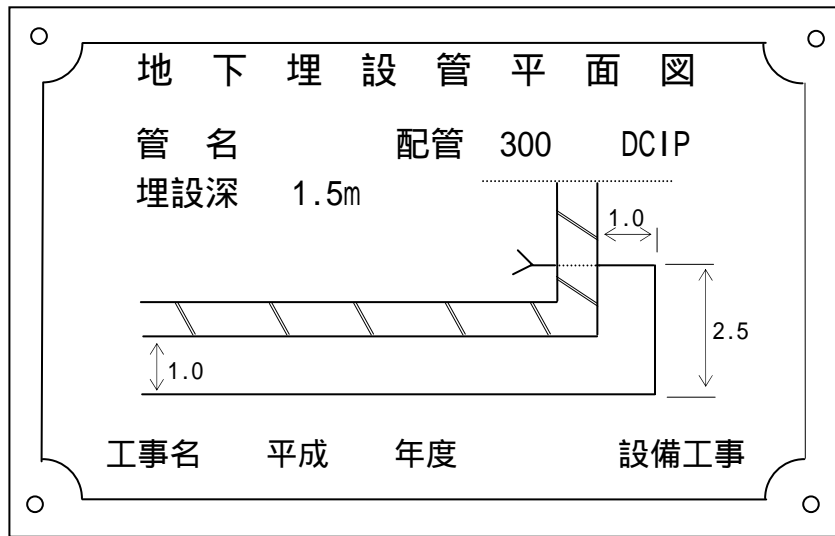 地下埋設管平面図
管名 配管 300 DCIP
埋設深 1.5m
1.0
2.5
1.0
工事名 平成 年度 設備工事